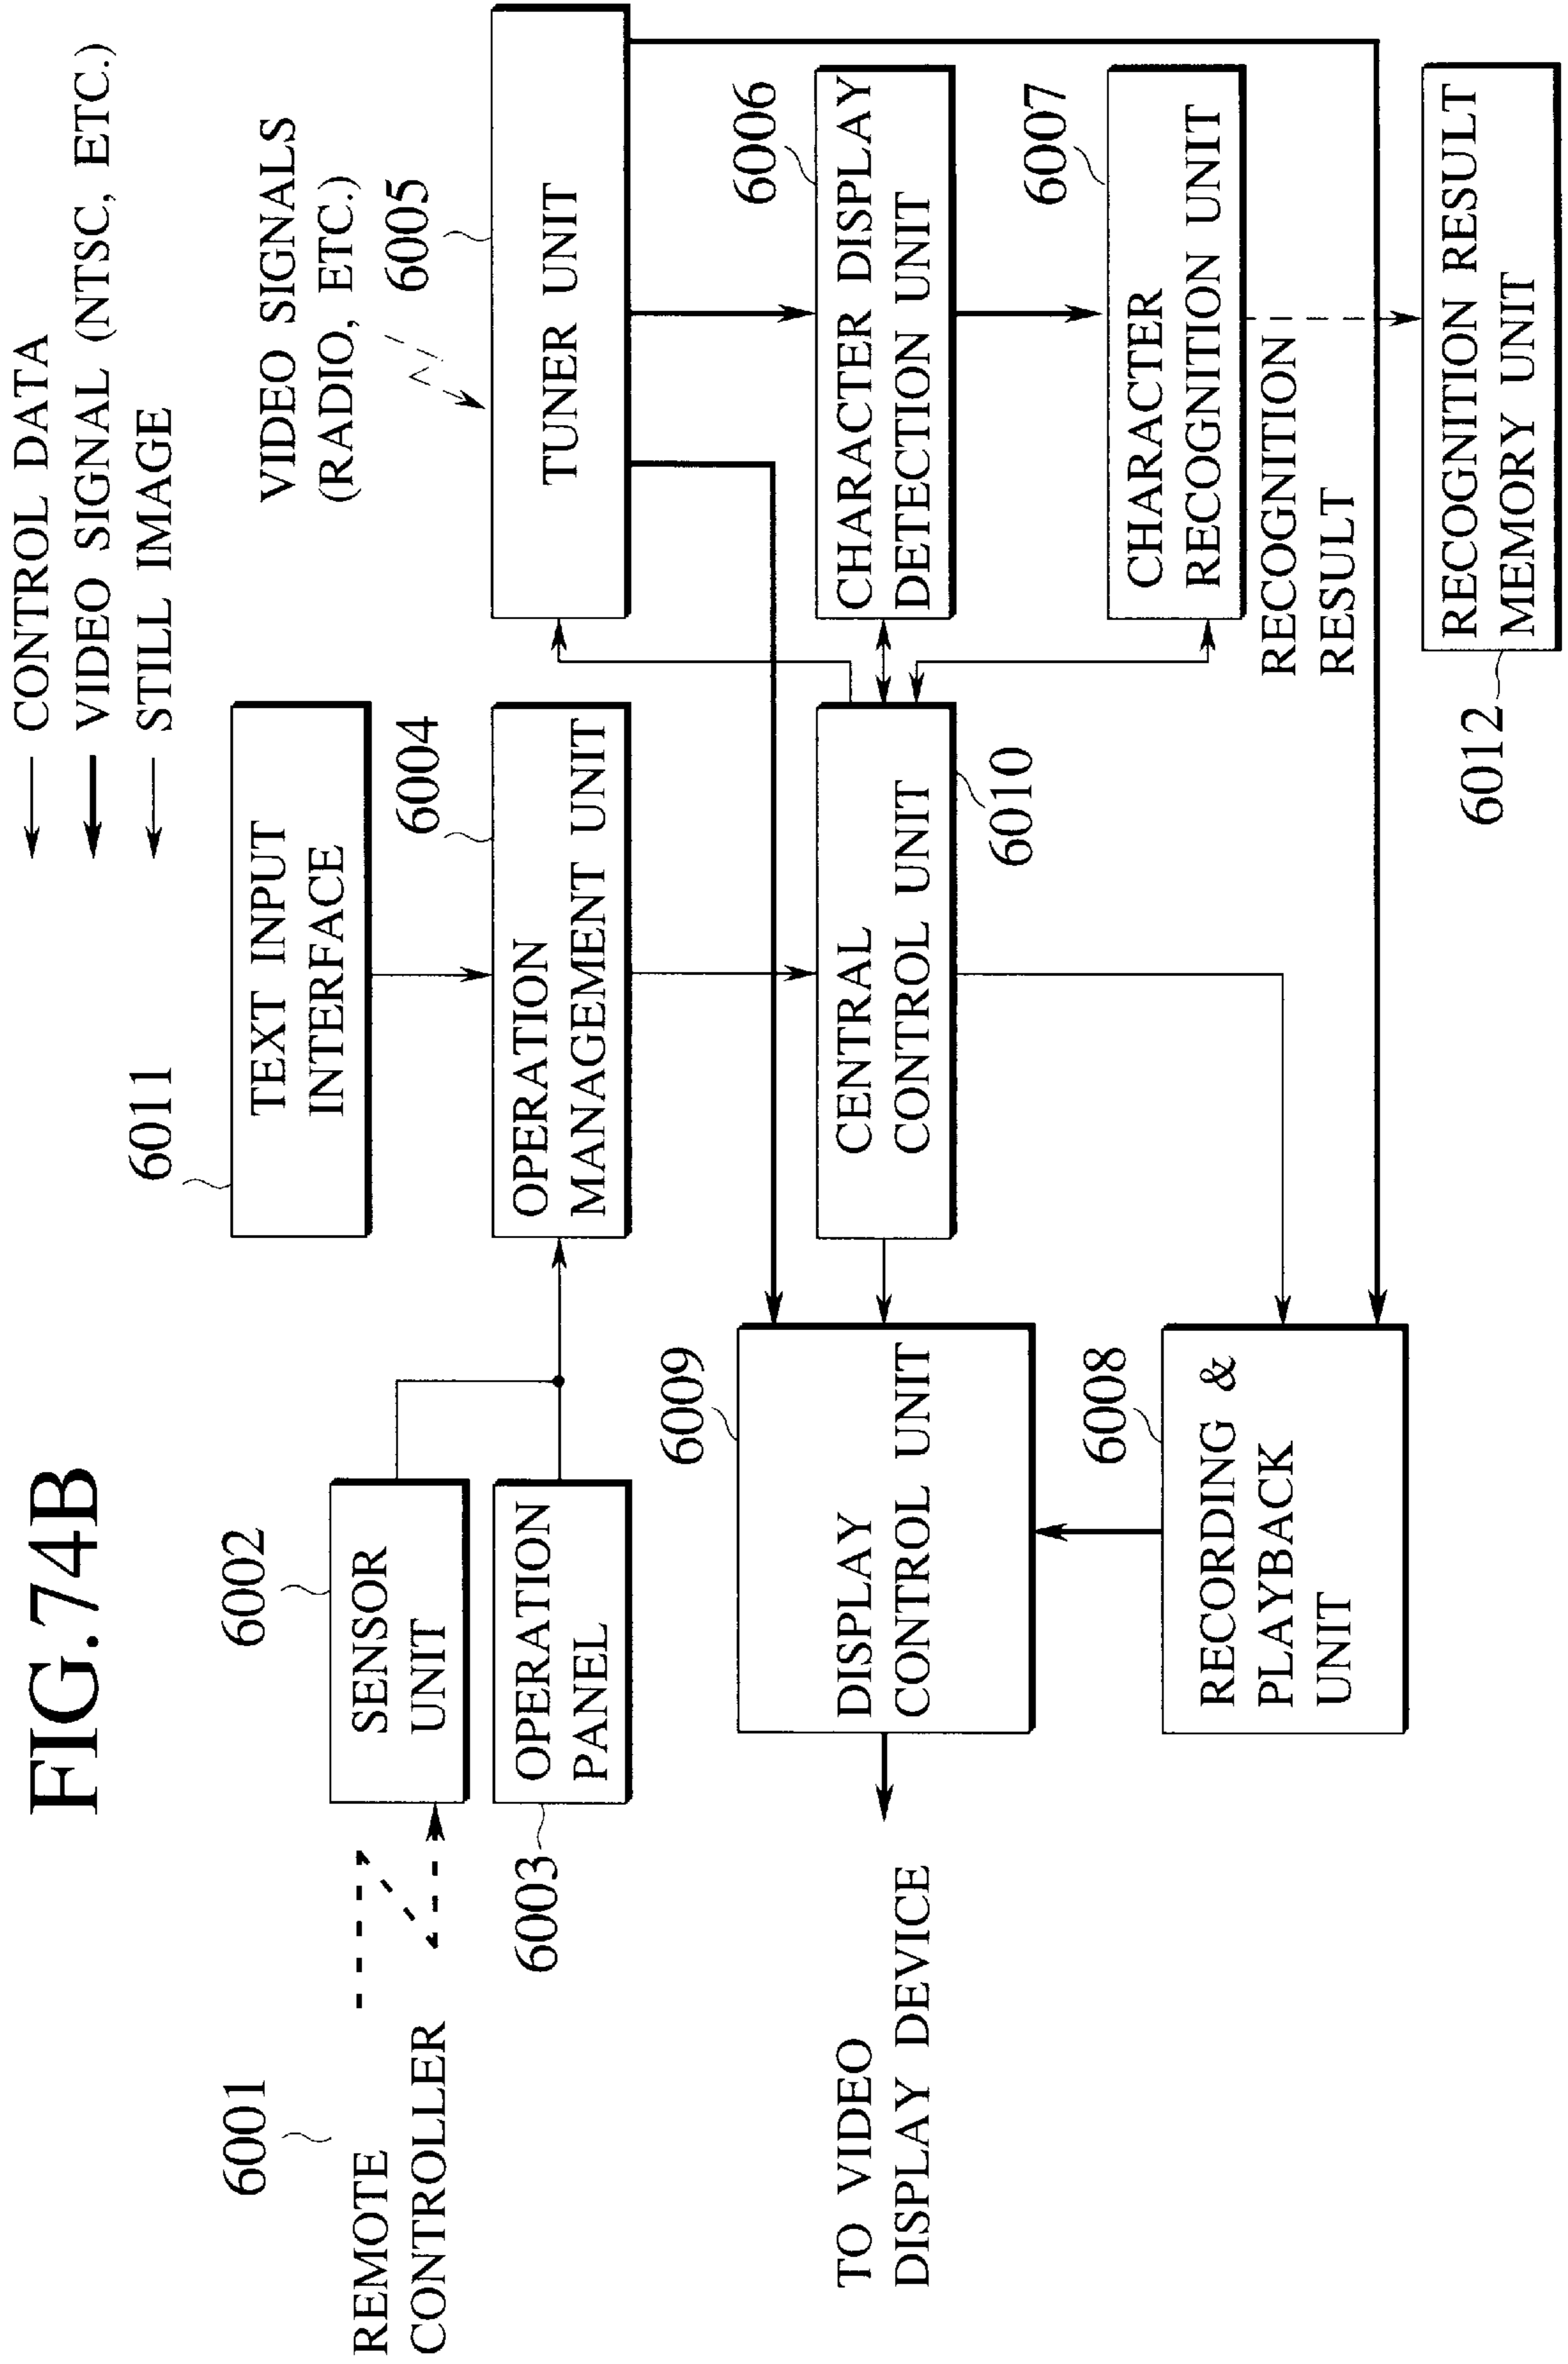 FIG.74B
CONTROL DATA
VIDEO SIGNAL (NTSC, ETC.)
STILL IMAGE
6011
TEXT INPUT
INTERFACE
VIDEO SIGNALS
(RADIO, ETC.)
6001
REMOTE
CONTROLLER
6002
SENSOR
UNIT
6003
OPERATION
PANEL
6004
OPERATION
MANAGEMENT UNIT
6005
TUNER UNIT
6009
DISPLAY
CONTROL UNIT
CENTRAL
CONTROL UNIT
6010
6006
CHARACTER DISPLAY
DETECTION UNIT
TO VIDEO
DISPLAY DEVICE
6008
RECORDING &
PLAYBACK
UNIT
6007
CHARACTER
RECOGNITION UNIT
RECOGNITION
RESULT
6012
RECOGNITION RESULT
MEMORY UNIT